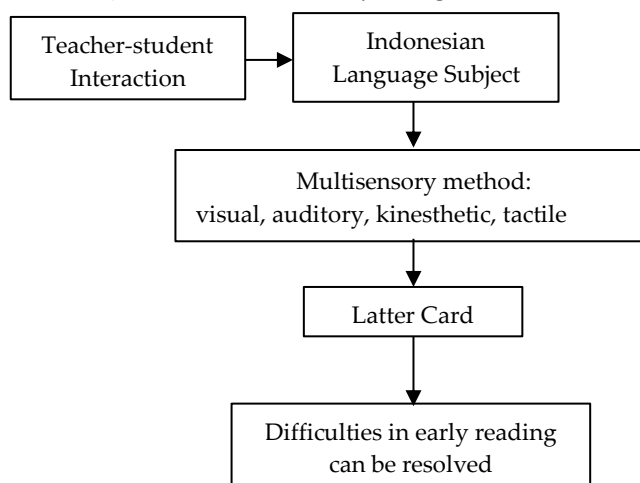 Teacher-student
Interaction
Indonesian
Language Subject
Multisensory method:
visual, auditory, kinesthetic, tactile
Latter Card
Difficulties in early reading
can be resolved